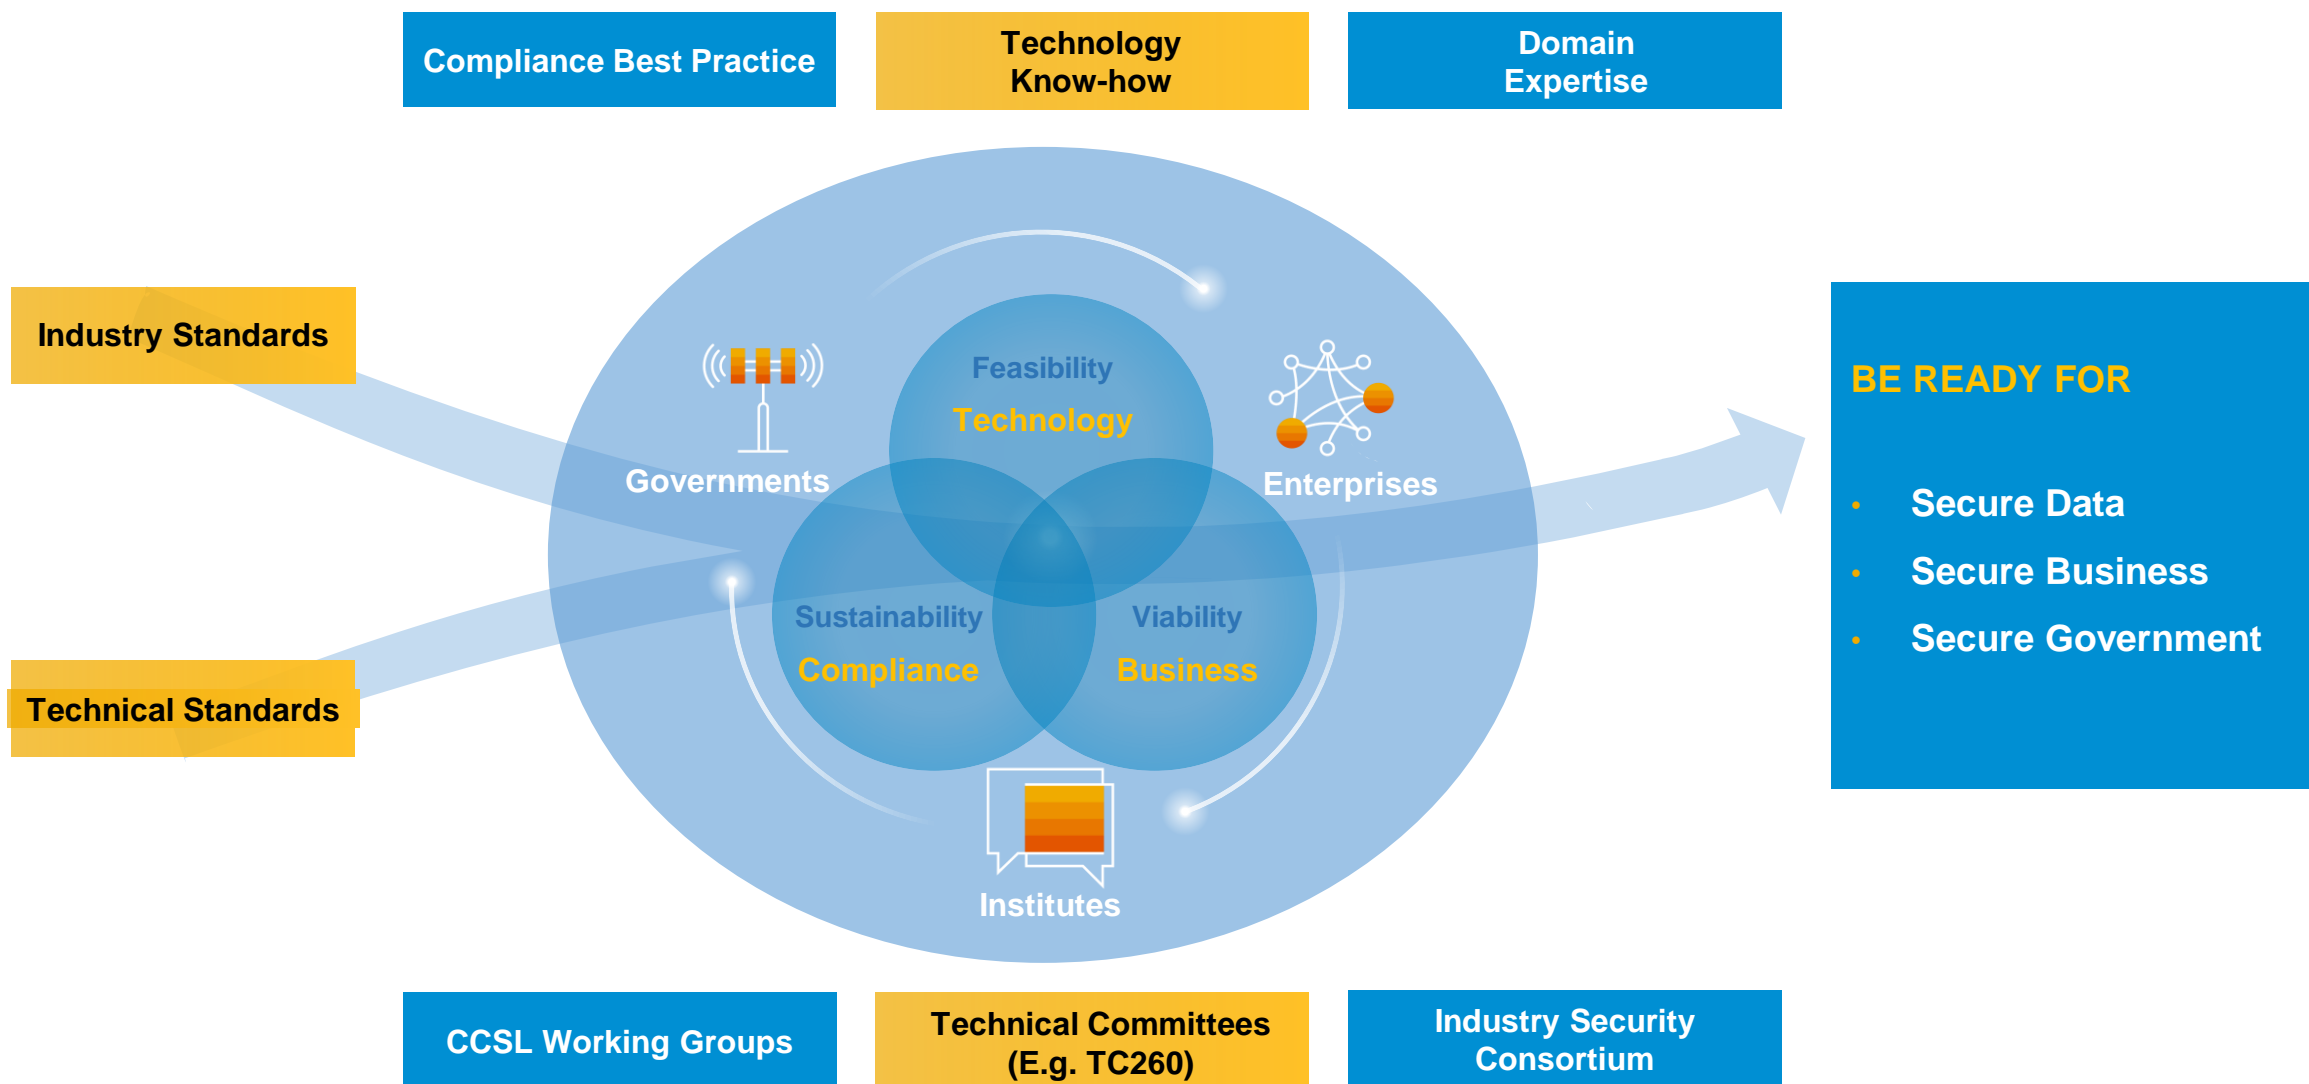 Compliance Best Practice
Technology
Know-how
Domain
Expertise
Industry Standards
Technical Standards
Governments
Feasibility
Technology
Enterprises
Sustainability
Compliance
Viability
Business
Institutes
BE READY FOR
• Secure Data
• Secure Business
• Secure Government
CCSL Working Groups
Technical Committees
(E.g. TC260)
Industry Security
Consortium